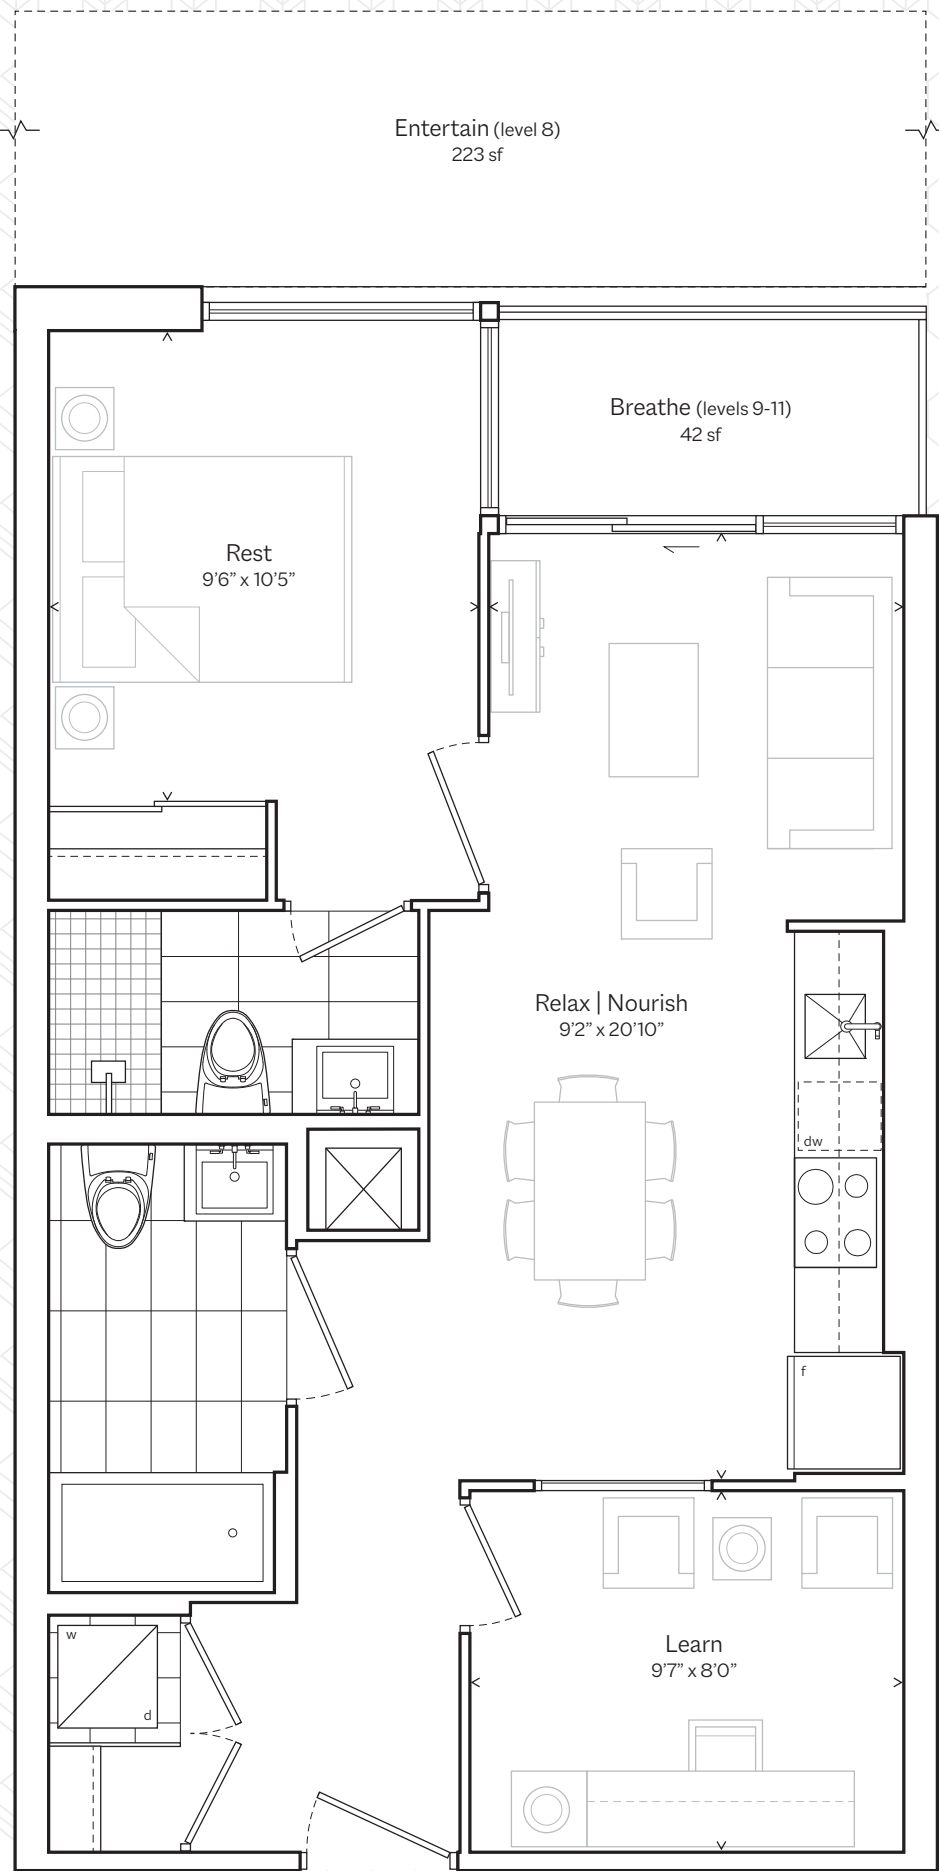 Entertain (level 8)
223 sf
Breathe (levels 9-11)
42 sf
Rest
9’6” x 10’5”
Relax | Nourish
9’2” x 20’10”
dw
f
w
d
Learn
9’7” x 8’0”